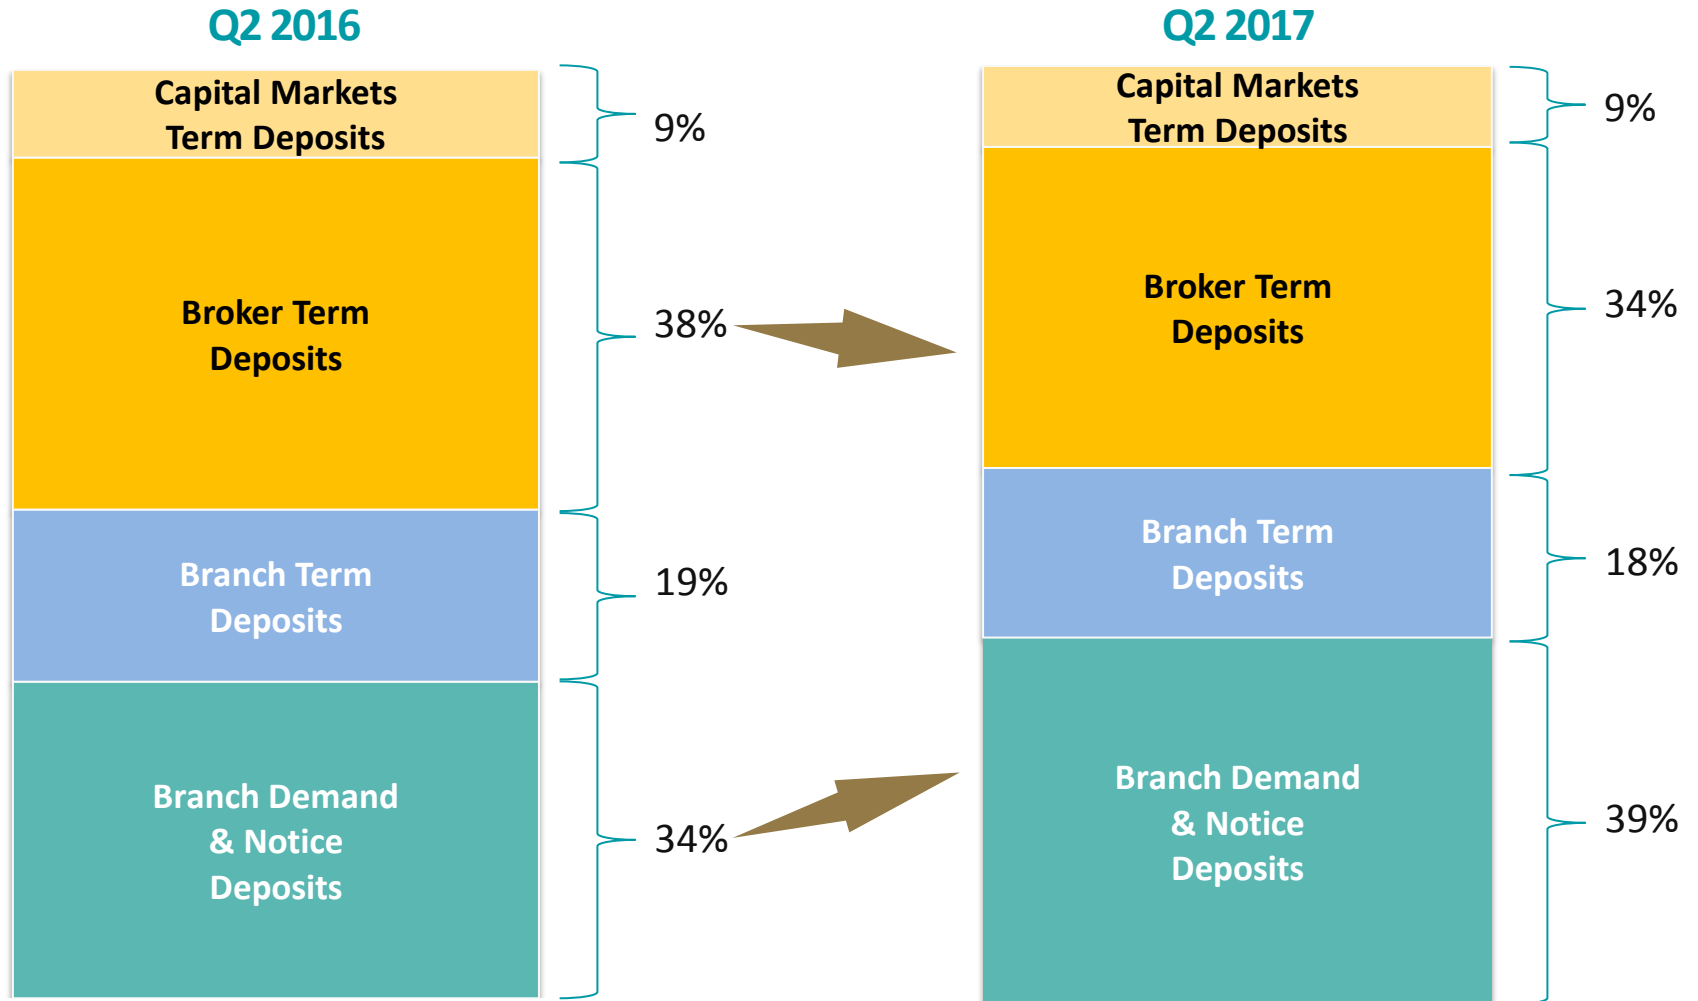 Q2 2016
Capital Markets
Term Deposits
9%
Broker Term
Deposits
38%
Branch Term
Deposits
19%
Branch Demand
& Notice
Deposits
34%
Q2 2017
Capital Markets
Term Deposits
9%
Broker Term
Deposits
34%
Branch Term
Deposits
18%
Branch Demand
& Notice
Deposits
39%